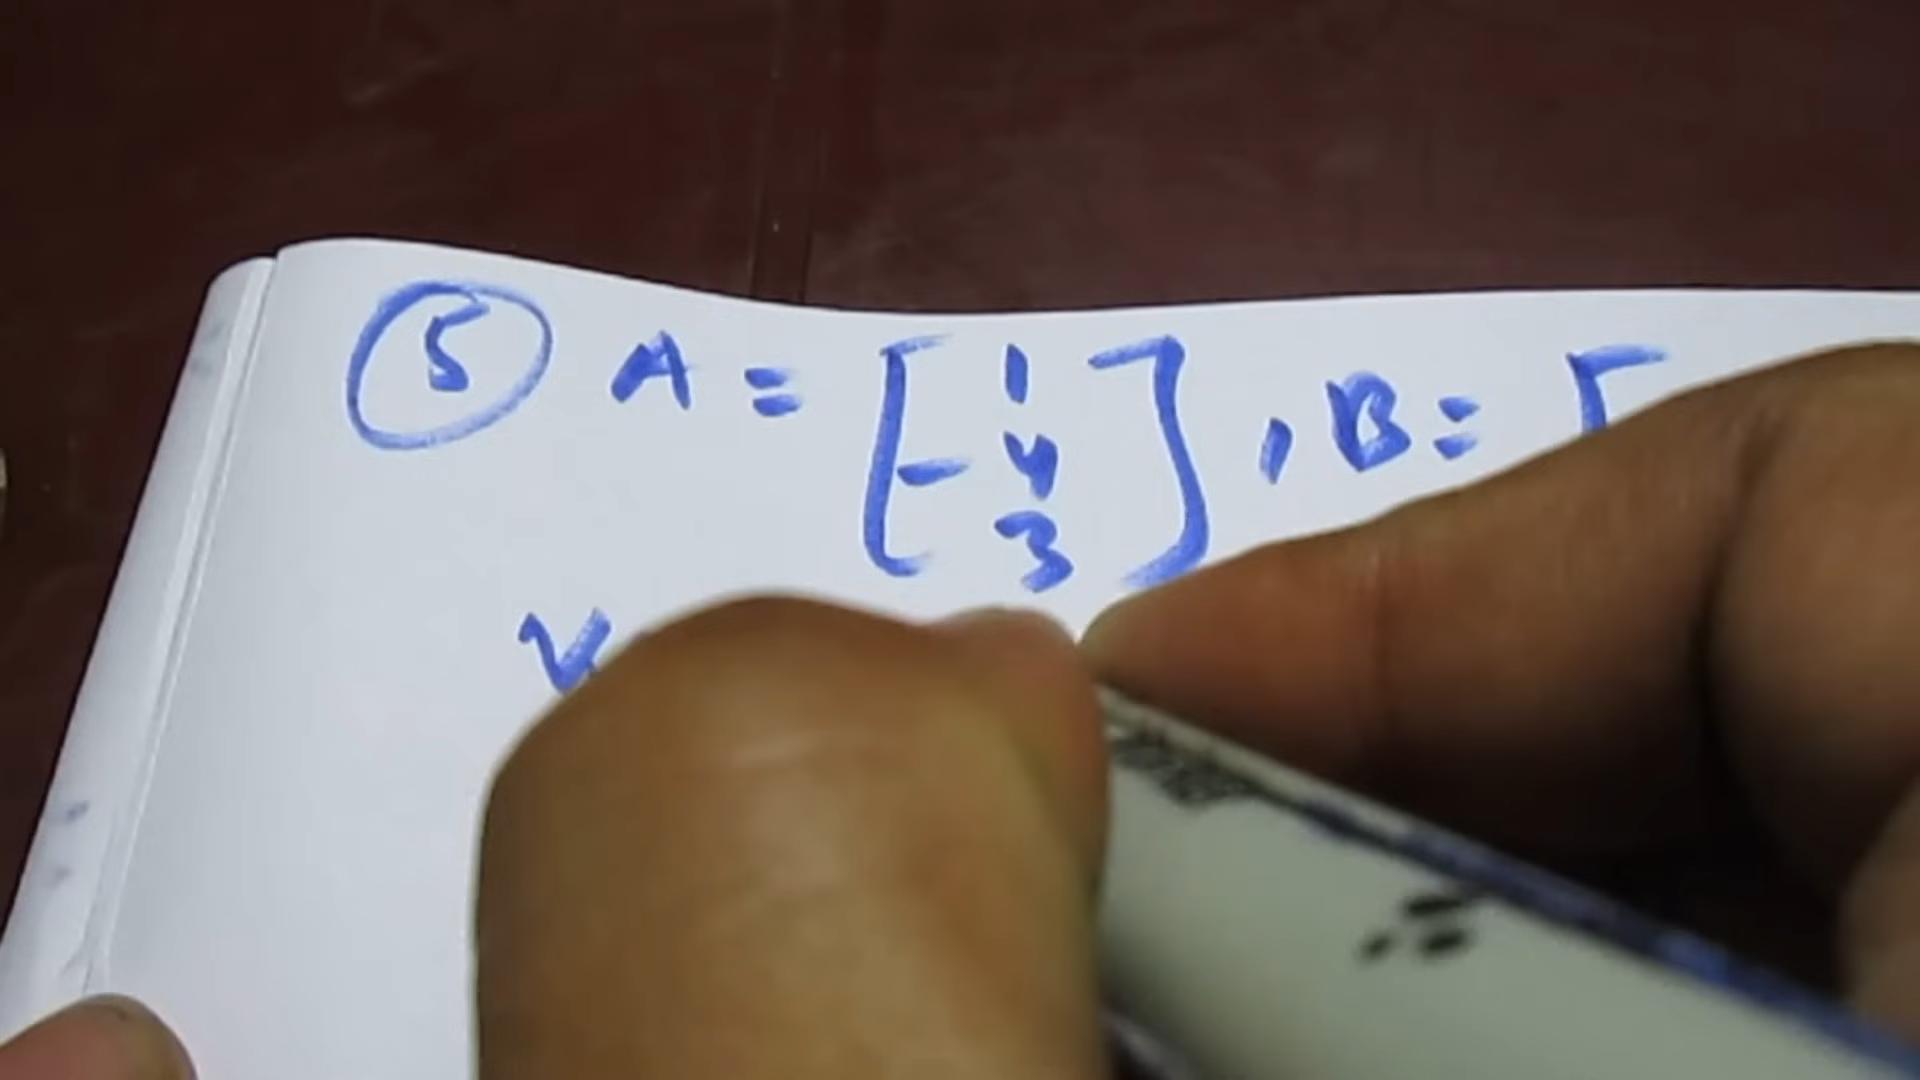 5 A = [ 1 ] , B = [
- 4
3